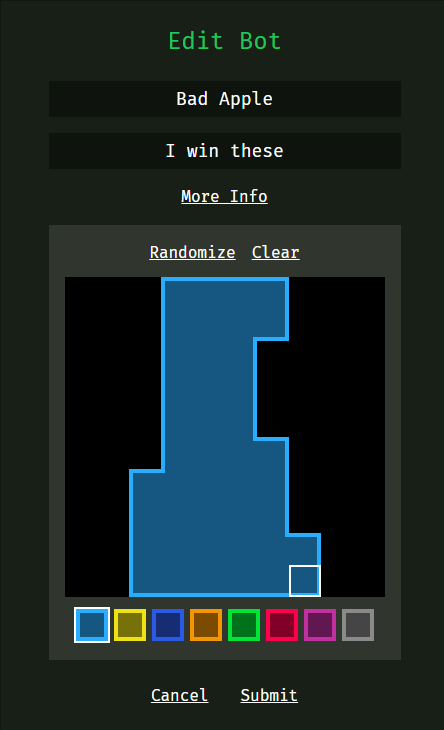 Edit Bot
Bad Apple
I win these
More Info
Randomize Clear
Cancel Submit